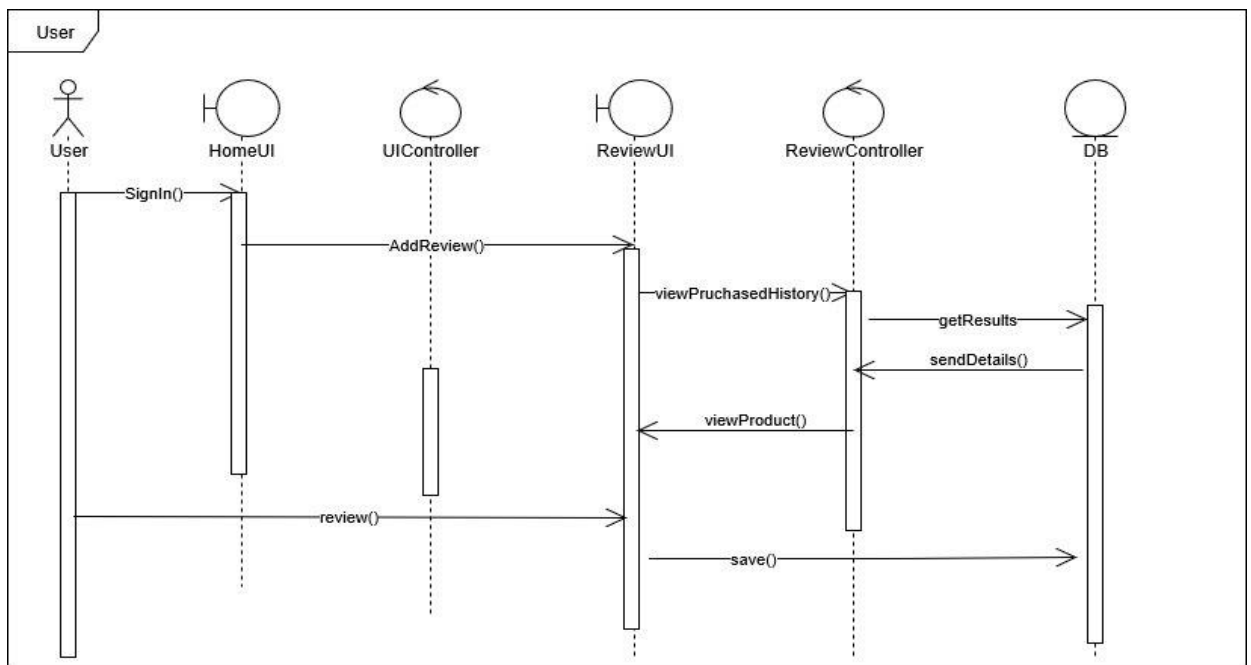 User
User
HomeUI
UIController
ReviewUI
ReviewController
DB
SignIn()
AddReview()
viewPruchasedHistory()
getResults
sendDetails()
viewProduct()
review()
save()